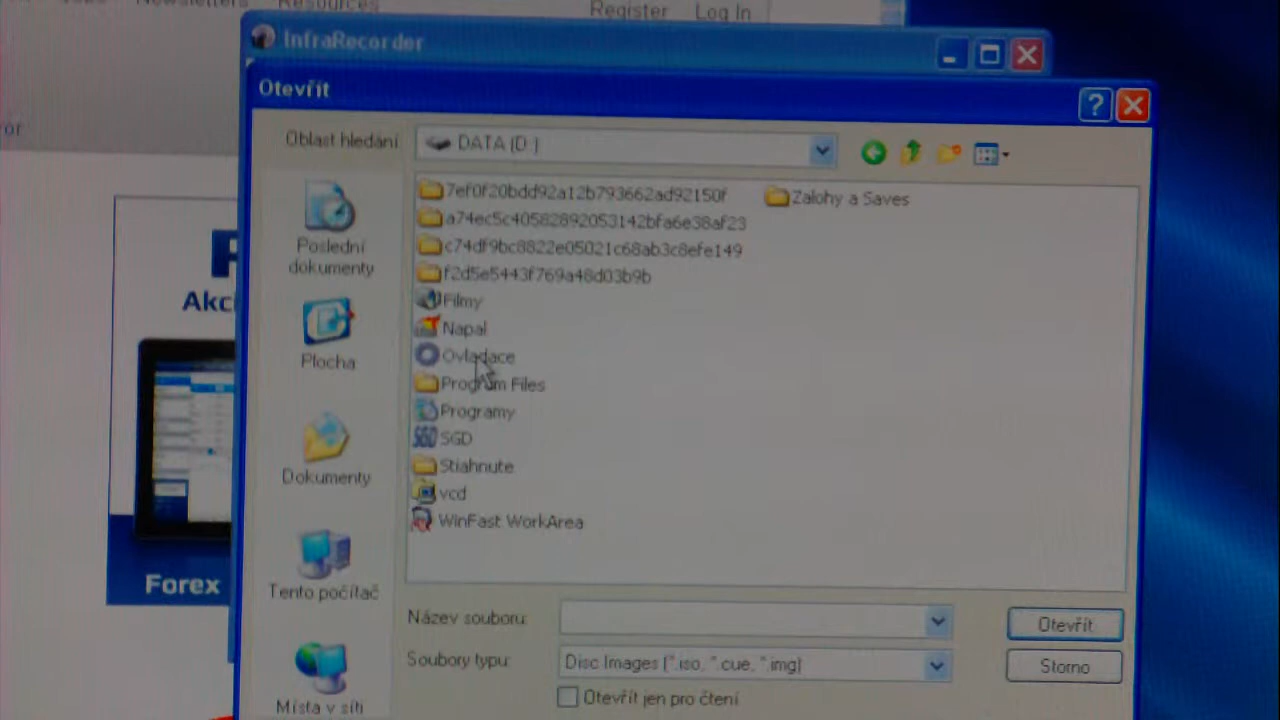 Newsletters Resources
Register Log In
InfraRecorder
Otevřít
Oblast hledání: DATA (D:)
7ef0f20bdd92a12b793662ad92150f
Zalohy a Saves
a74ec5c40582892053142bfa6e38af23
c74df9bc8822e05021c68ab3c8efe149
f2d5e5443f769a48d03b9b
Filmy
Napal
Ovladace
Program Files
Programy
SGD
Stiahnute
vcd
WinFast WorkArea
Poslední
dokumenty
Plocha
Dokumenty
Tento počítač
Místa v síti
Akc
Forex
Název souboru:
Otevřít
Soubory typu: Disc Images (*.iso, *.cue, *.img)
Storno
Otevřít jen pro čtení